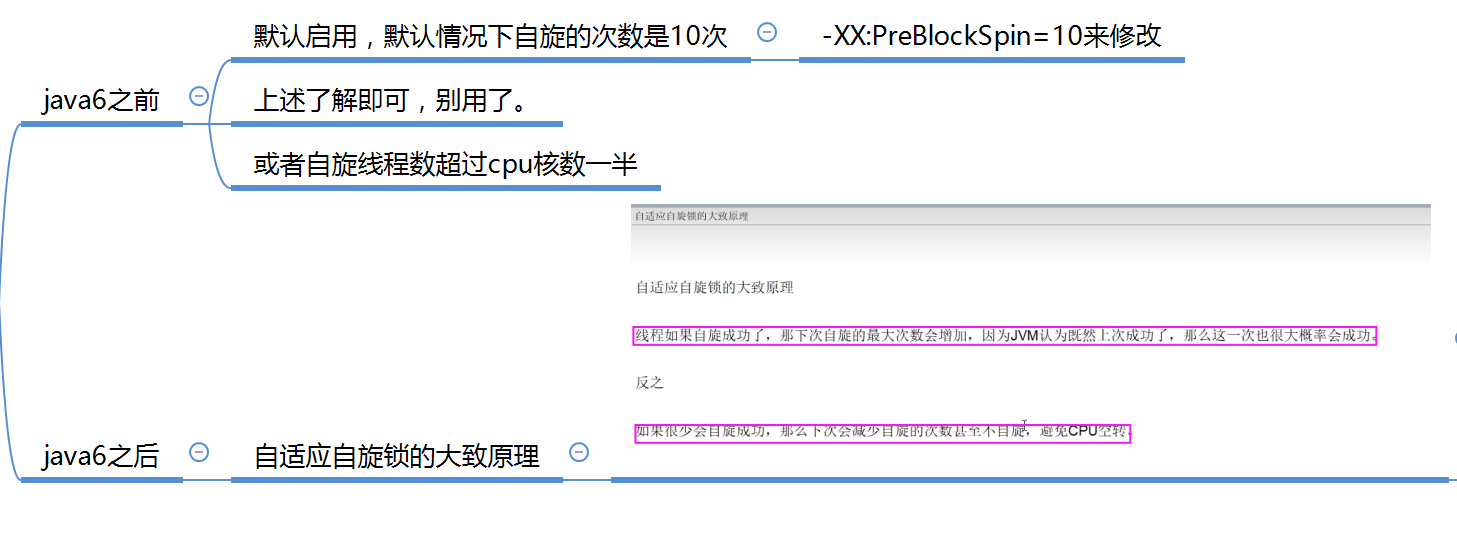 默认启用，默认情况下自旋的次数是10次
-XX:PreBlockSpin=10来修改
java6之前
上述了解即可，别用了。
或者自旋线程数超过cpu核数一半
自适应自旋锁的大致原理
自适应自旋锁的大致原理
线程如果自旋成功了，那下次自旋的最大次数会增加，因为JVM认为既然上次成功了，那么这一次也很大概率会成功。
反之
如果很少会自旋成功，那么下次会减少自旋的次数甚至不自旋，避免CPU空转。
java6之后
自适应自旋锁的大致原理